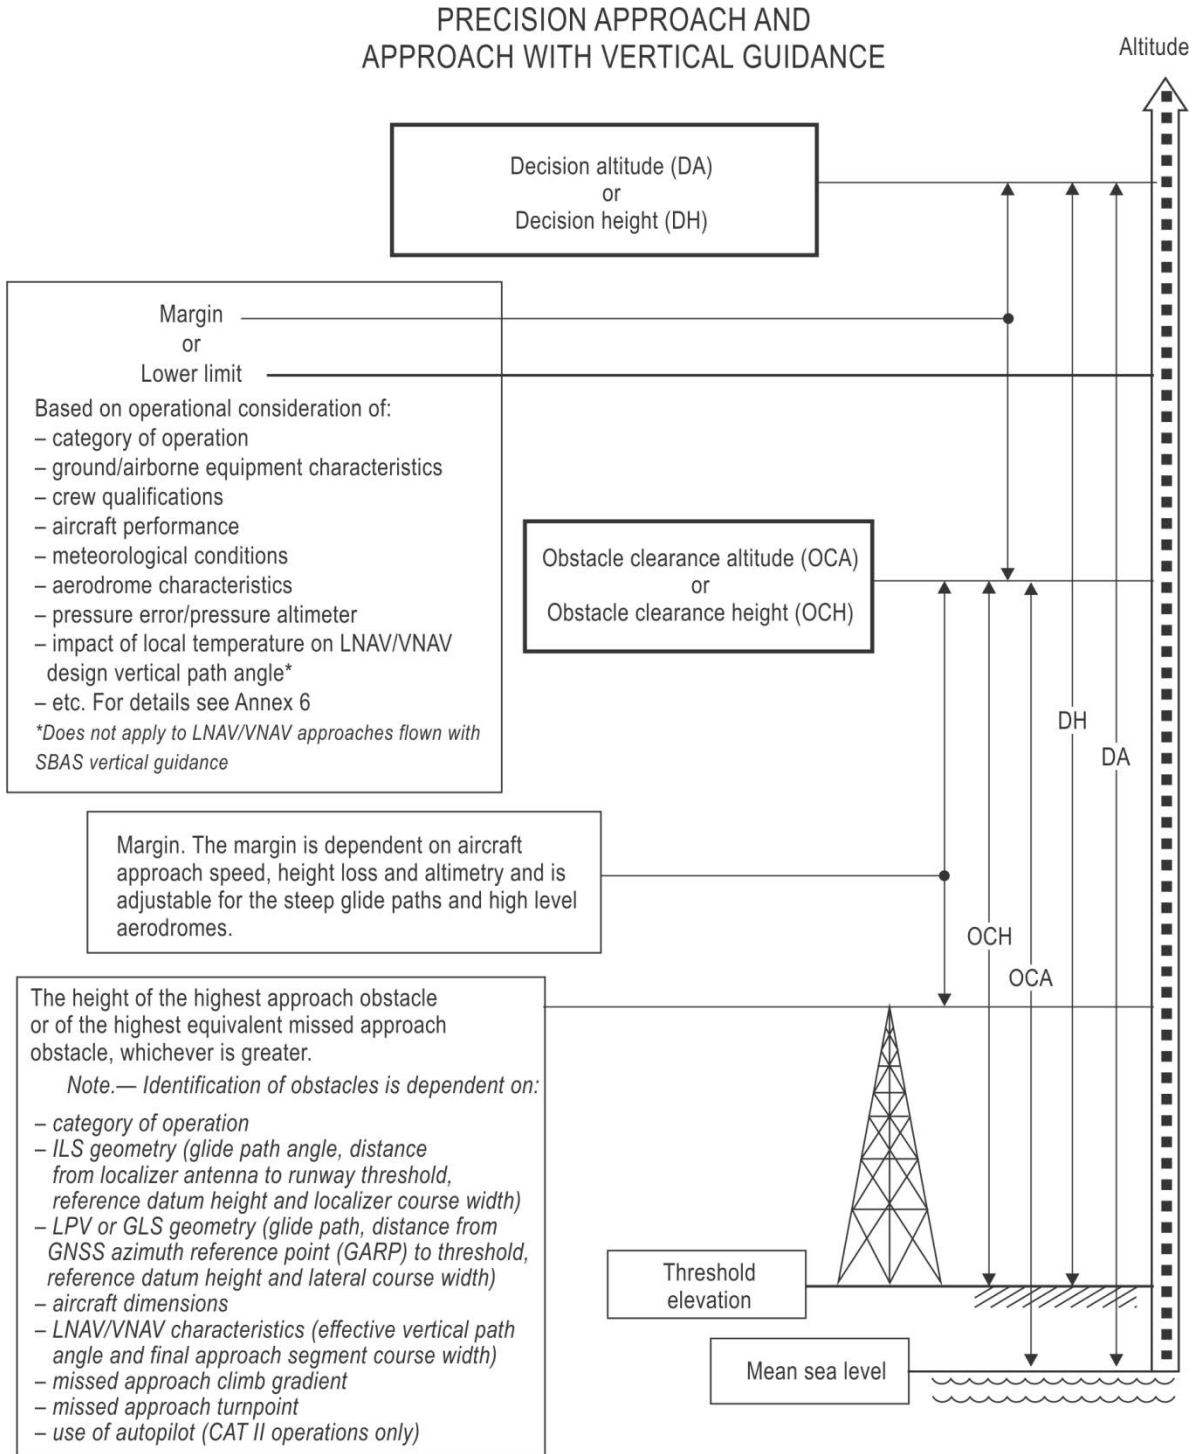 PRECISION APPROACH AND
APPROACH WITH VERTICAL GUIDANCE
Altitude
Decision altitude (DA)
or
Decision height (DH)
Margin
or
Lower limit
Based on operational consideration of:
– category of operation
– ground/airborne equipment characteristics
– crew qualifications
– aircraft performance
– meteorological conditions
– aerodrome characteristics
– pressure error/pressure altimeter
– impact of local temperature on LNAV/VNAV
design vertical path angle*
– etc. For details see Annex 6
*Does not apply to LNAV/VNAV approaches flown with
SBAS vertical guidance
Obstacle clearance altitude (OCA)
or
Obstacle clearance height (OCH)
DH
DA
Margin. The margin is dependent on aircraft
approach speed, height loss and altimetry and is
adjustable for the steep glide paths and high level
aerodromes.
OCH
OCA
The height of the highest approach obstacle
or of the highest equivalent missed approach
obstacle, whichever is greater.
Note.— Identification of obstacles is dependent on:
– category of operation
– ILS geometry (glide path angle, distance
from localizer antenna to runway threshold,
reference datum height and localizer course width)
– LPV or GLS geometry (glide path, distance from
GNSS azimuth reference point (GARP) to threshold,
reference datum height and lateral course width)
– aircraft dimensions
– LNAV/VNAV characteristics (effective vertical path
angle and final approach segment course width)
– missed approach climb gradient
– missed approach turnpoint
– use of autopilot (CAT II operations only)
Threshold
elevation
Mean sea level